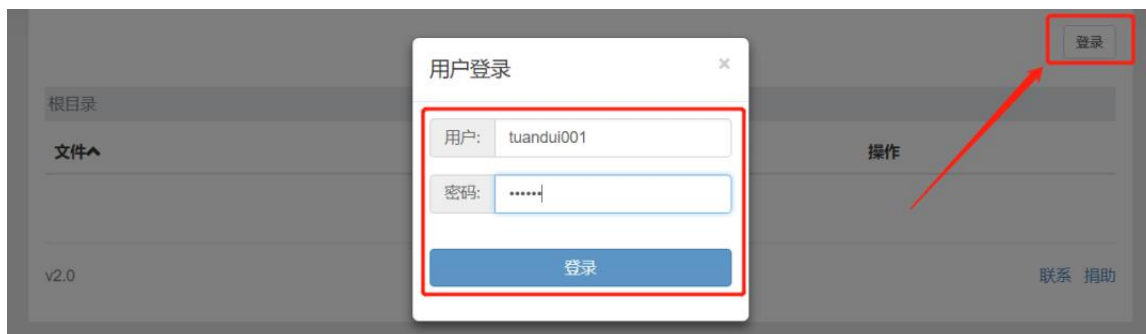 登录
用户登录 ×
根目录
用户: tuandui001
文件 操作
密码: ••••••
登录
v2.0 联系 捐助